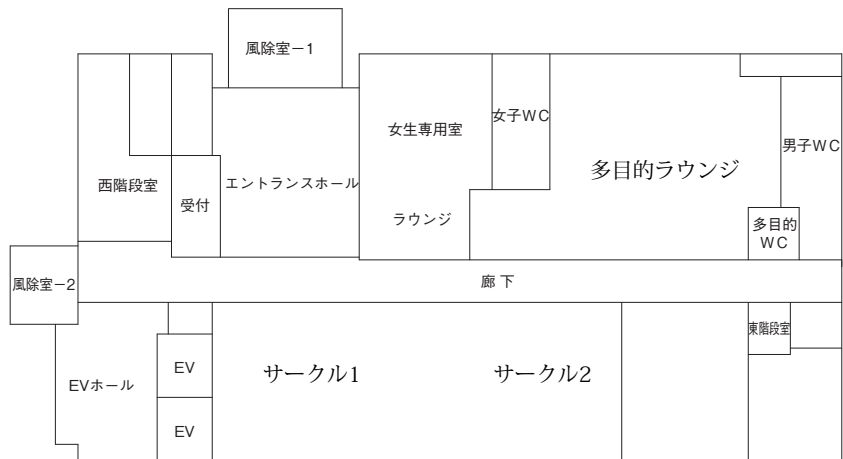 風除室－1
女生専用室
女子WC
多目的ラウンジ
男子WC
西階段室
受付
エントランスホール
ラウンジ
多目的
WC
風除室－2
廊 下
東階段室
EVホール
EV
サークル1
サークル2
EV